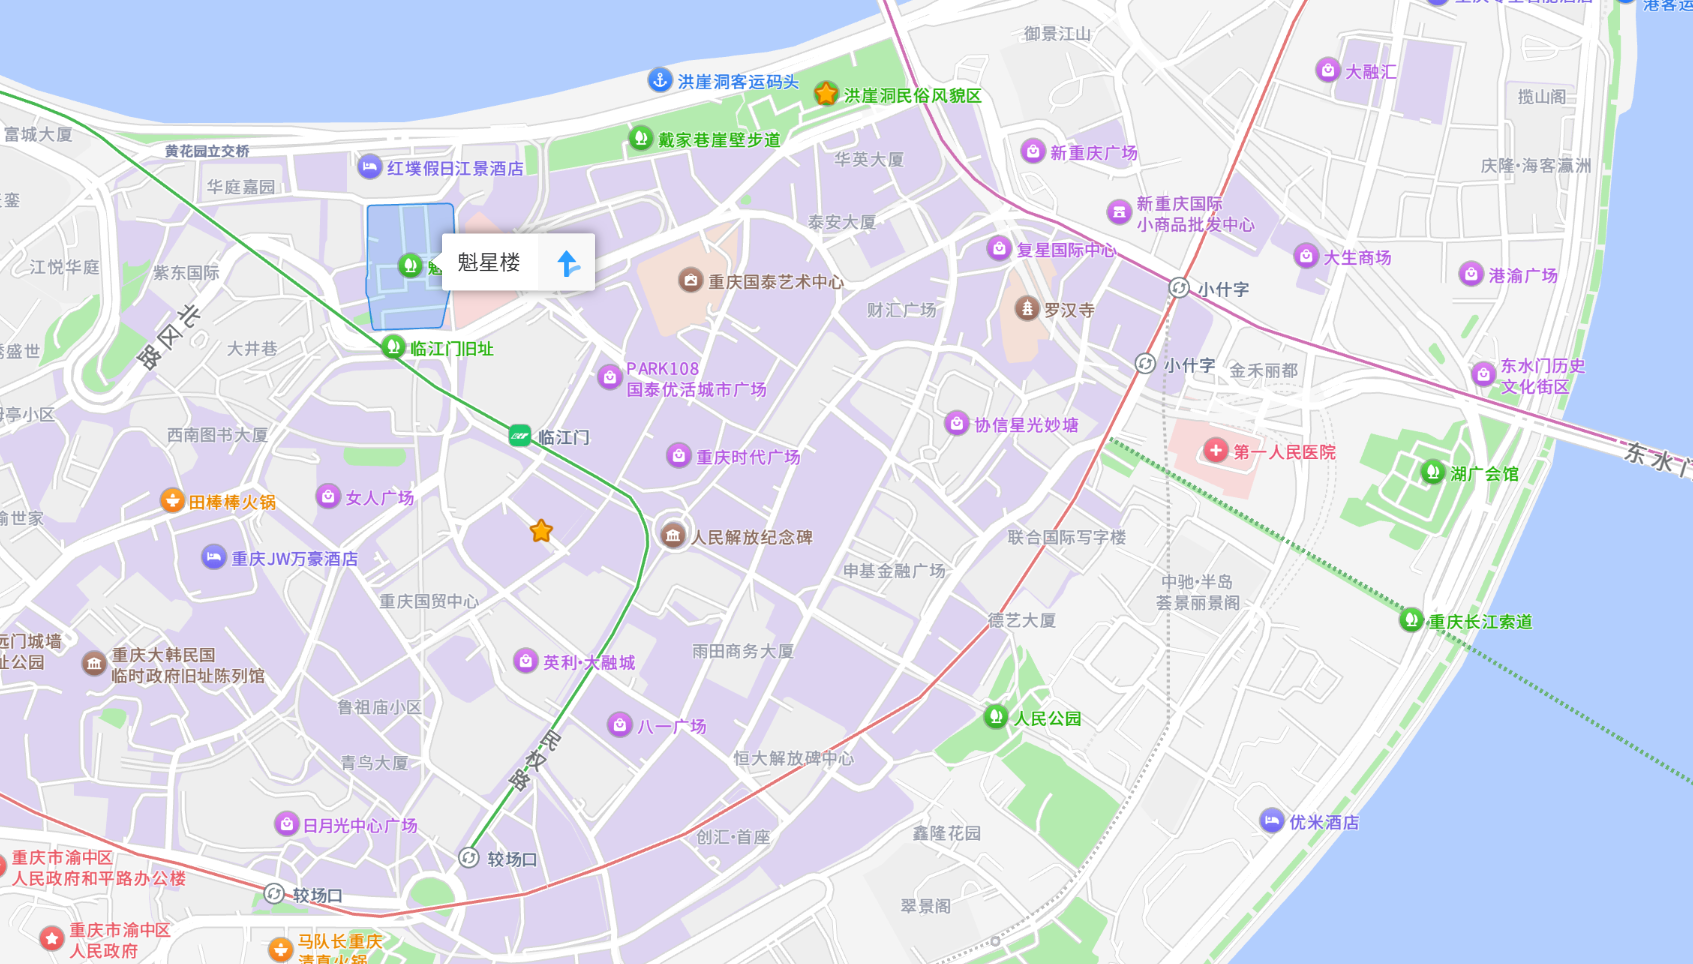 御景江山
大融汇
洪崖洞客运码头
洪崖洞民俗风貌区
揽山阁
富城大厦
黄花园立交桥
戴家巷崖壁步道
华英大厦
新重庆广场
红墣假日江景酒店
庆隆·海客瀛洲
华庭嘉园
新重庆国际
小商品批发中心
泰安大厦
复星国际中心
大生商场
魁星楼
江悦华庭
紫东国际
重庆国泰艺术中心
港渝广场
小什字
财汇广场
罗汉寺
北区路
大井巷
临江门旧址
盛世
小什字
金禾丽都
东水门历史
文化街区
PARK108
国泰优活城市广场
亭小区
西南图书大厦
临江门
协信星光妙塘
重庆时代广场
第一人民医院
东水门
湖广会馆
女人广场
田棒棒火锅
世家
人民解放纪念碑
联合国际写字楼
重庆JW万豪酒店
申基金融广场
中驰·半岛
荟景丽景阁
重庆国贸中心
德艺大厦
重庆长江索道
远门城墙
址公园
重庆大韩民国
临时政府旧址陈列馆
雨田商务大厦
英利·大融城
鲁祖庙小区
人民公园
八一广场
民权路
青鸟大厦
恒大解放碑中心
日月光中心广场
创汇·首座
鑫隆花园
优米酒店
较场口
重庆市渝中区
人民政府和平路办公楼
较场口
翠景阁
重庆市渝中区
人民政府
马队长重庆
清真火锅